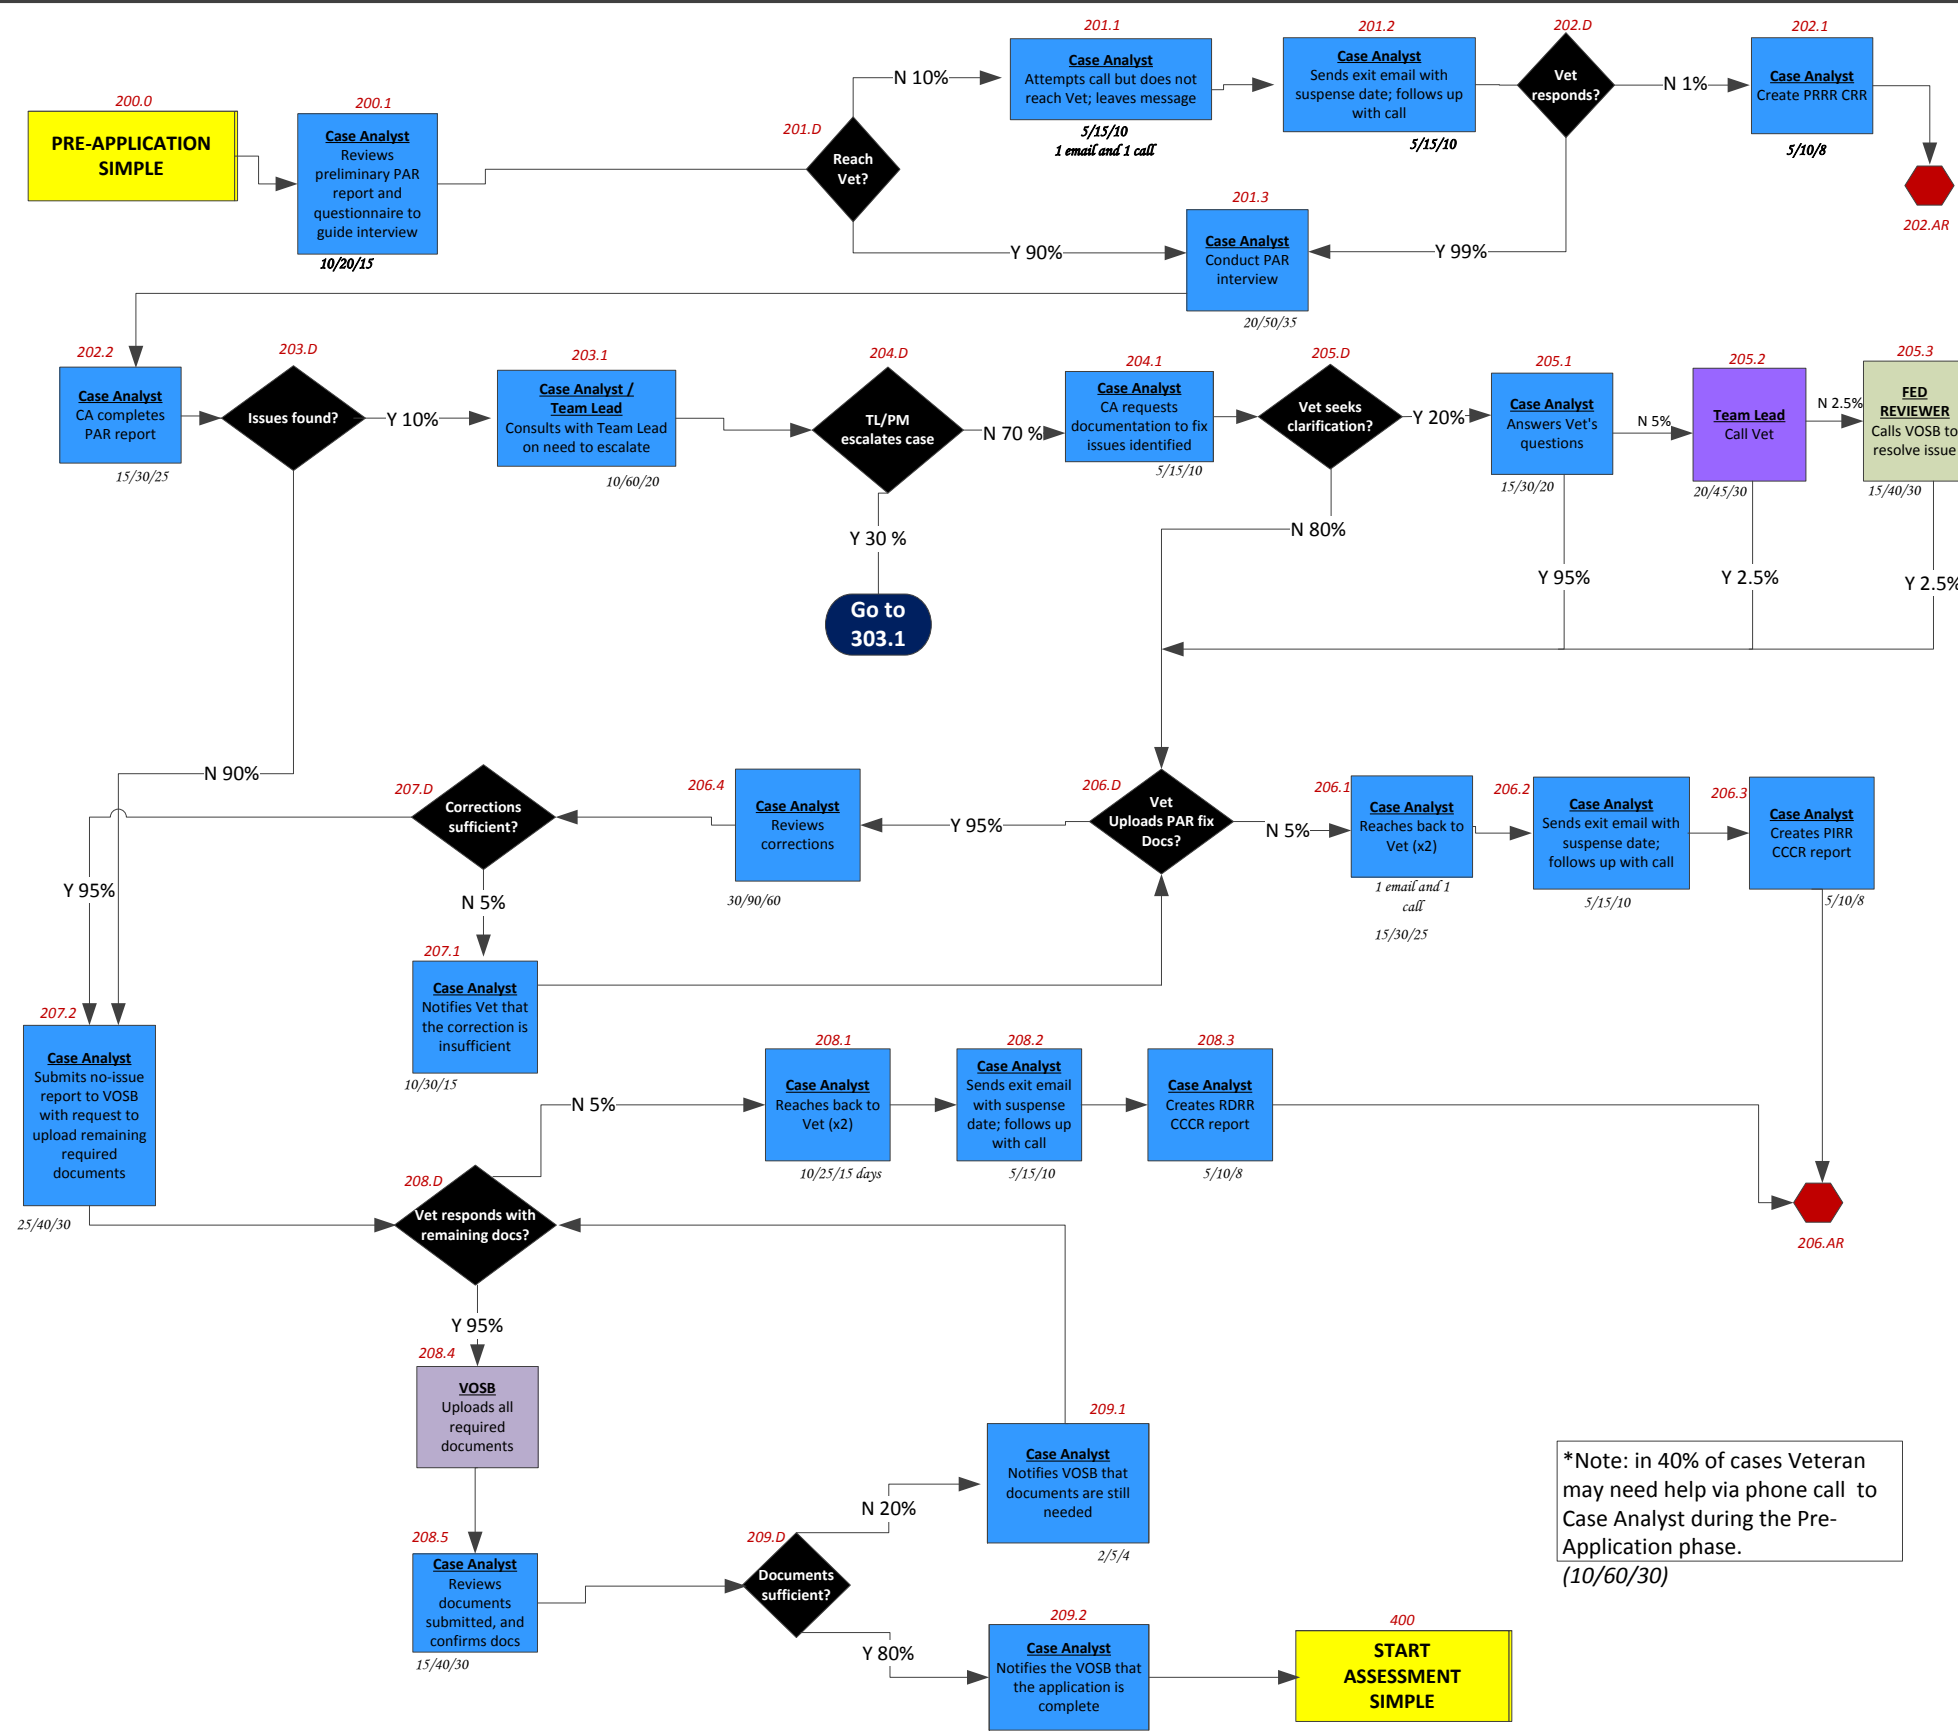 200.0
PRE-APPLICATION
SIMPLE
200.1
Case Analyst
Reviews
preliminary PAR
report and
questionnaire to
guide interview
10/20/15
201.D
Reach
Vet?
N 10%
Y 90%
201.1
Case Analyst
Attempts call but does not
reach Vet; leaves message
5/15/10
1 email and 1 call
201.2
Case Analyst
Sends exit email with
suspense date; follows up
with call
5/15/10
202.D
Vet
responds?
N 1%
Y 99%
202.1
Case Analyst
Create PRRR CRR
5/10/8
202.AR
201.3
Case Analyst
Conduct PAR
interview
20/50/35
202.2
Case Analyst
CA completes
PAR report
15/30/25
203.D
Issues found?
Y 10%
N 90%
203.1
Case Analyst /
Team Lead
Consults with Team Lead
on need to escalate
10/60/20
204.D
TL/PM
escalates case
N 70 %
Y 30 %
Go to
303.1
204.1
Case Analyst
CA requests
documentation to fix
issues identified
5/15/10
205.D
Vet seeks
clarification?
Y 20%
N 80%
205.1
Case Analyst
Answers Vet's
questions
15/30/20
N 5%
Y 95%
205.2
Team Lead
Call Vet
20/45/30
N 2.5%
Y 2.5%
205.3
FED
REVIEWER
Calls VOSB to
resolve issue
15/40/30
Y 2.5%
207.D
Corrections
sufficient?
Y 95%
N 5%
206.4
Case Analyst
Reviews
corrections
30/90/60
Y 95%
206.D
Vet
Uploads PAR fix
Docs?
N 5%
206.1
Case Analyst
Reaches back to
Vet (x2)
1 email and 1
call
15/30/25
206.2
Case Analyst
Sends exit email with
suspense date;
follows up with call
5/15/10
206.3
Case Analyst
Creates PIRR
CCCR report
5/10/8
207.1
Case Analyst
Notifies Vet that
the correction is
insufficient
10/30/15
207.2
Case Analyst
Submits no-issue
report to VOSB
with request to
upload remaining
required
documents
25/40/30
208.D
Vet responds with
remaining docs?
N 5%
Y 95%
208.1
Case Analyst
Reaches back to
Vet (x2)
10/25/15 days
208.2
Case Analyst
Sends exit email
with suspense
date; follows up
with call
5/15/10
208.3
Case Analyst
Creates RDRR
CCCR report
5/10/8
206.AR
208.4
VOSB
Uploads all
required
documents
208.5
Case Analyst
Reviews
documents
submitted, and
confirms docs
15/40/30
209.D
Documents
sufficient?
N 20%
Y 80%
209.1
Case Analyst
Notifies VOSB that
documents are still
needed
2/5/4
209.2
Case Analyst
Notifies the VOSB that
the application is
complete
400
START
ASSESSMENT
SIMPLE
*Note: in 40% of cases Veteran
may need help via phone call to
Case Analyst during the Pre-
Application phase.
(10/60/30)